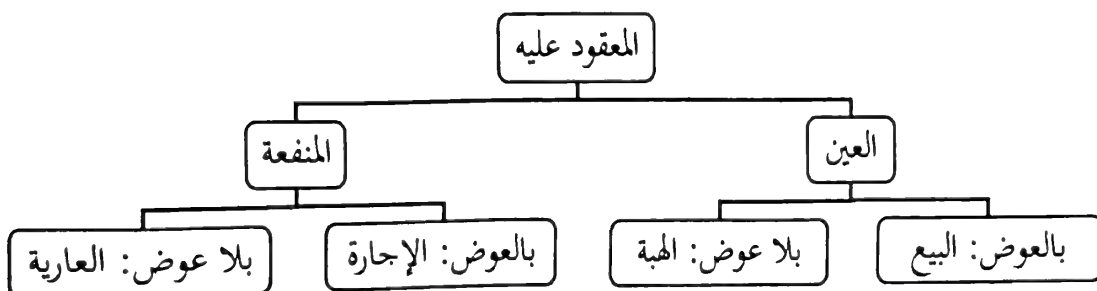 المعقود عليه
العين
المنفعة
بالعوض: البيع
بلا عوض: الهبة
بالعوض: الإجارة
بلا عوض: العارية